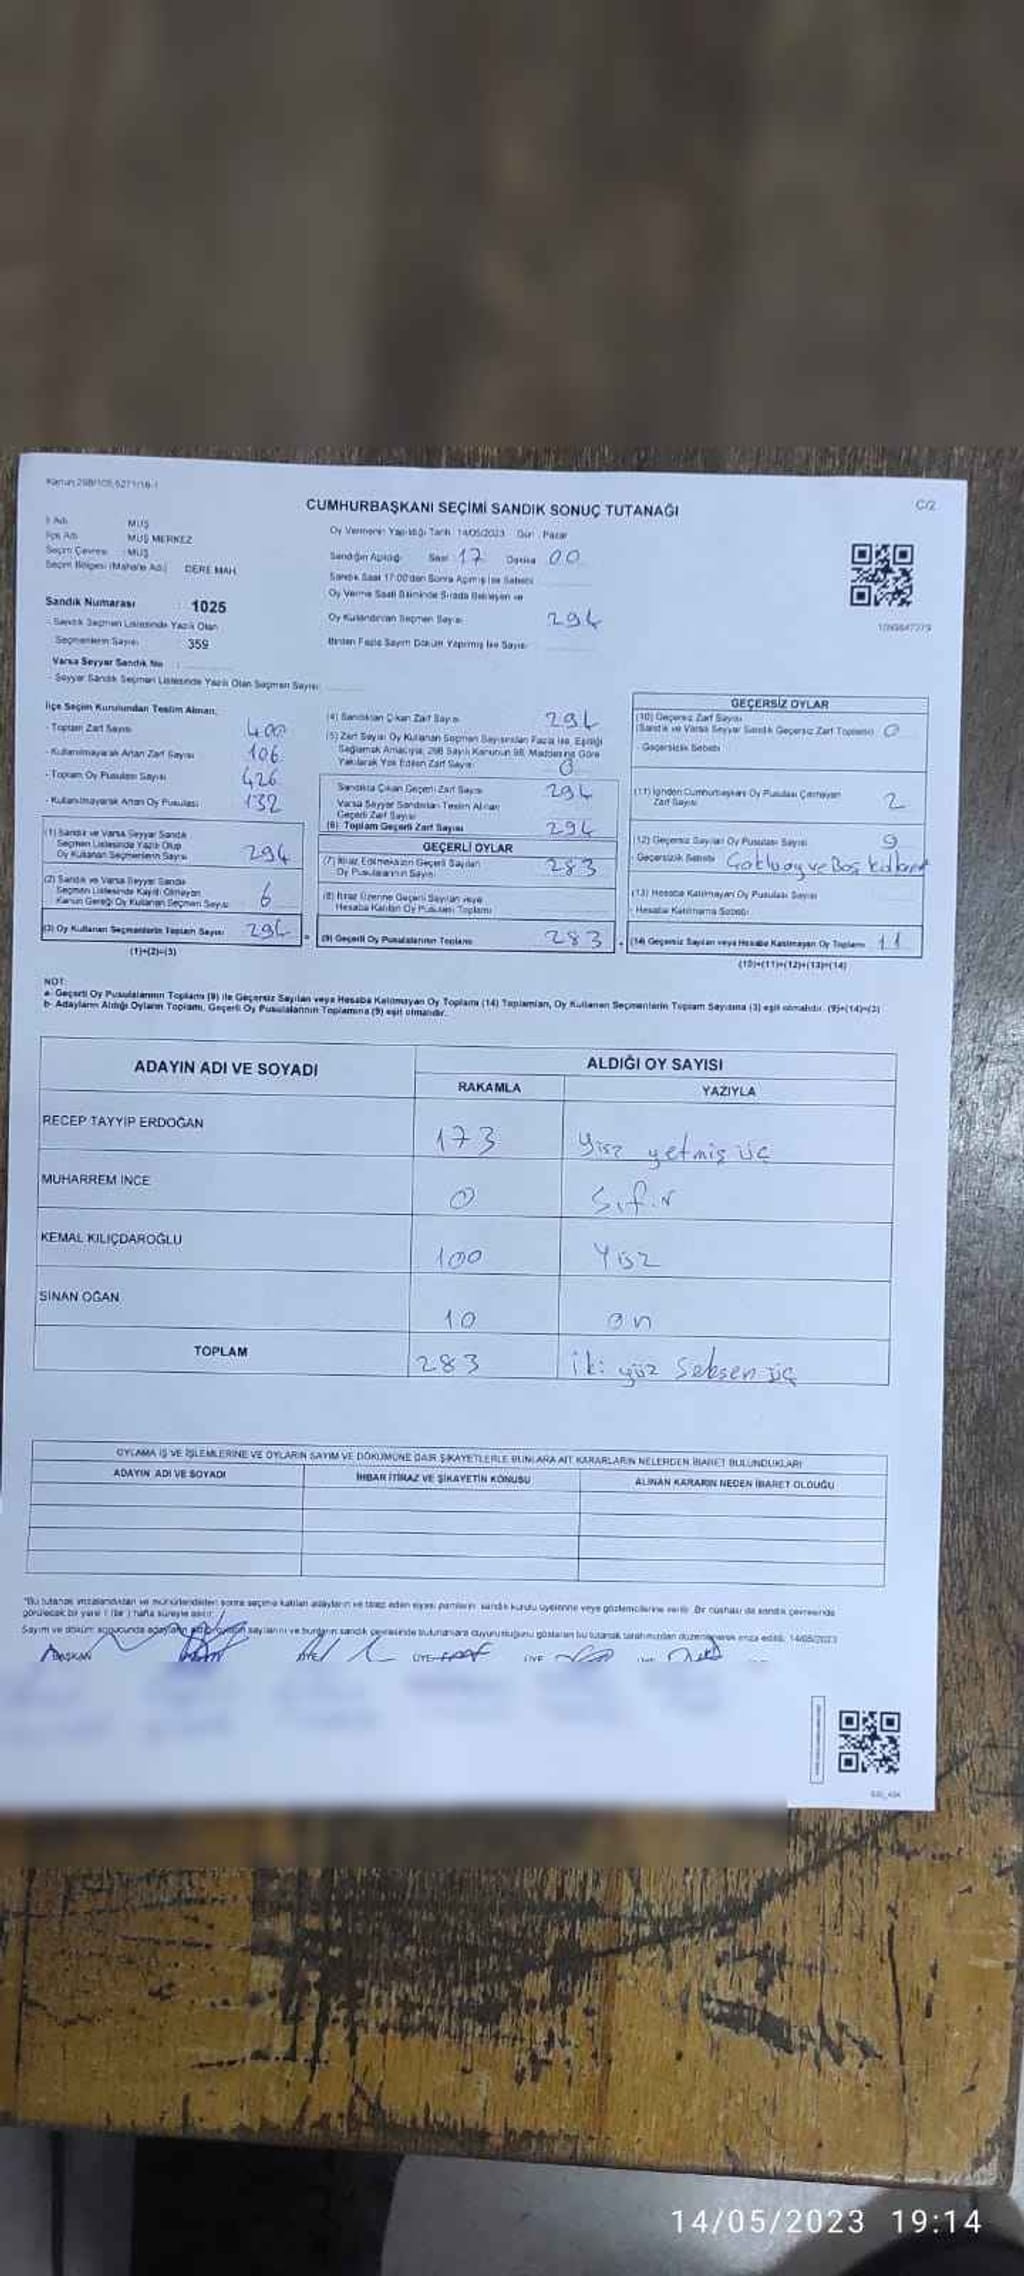 Kanun 298/105,6271/16-1
CUMHURBAŞKANI SEÇİMİ SANDIK SONUÇ TUTANAĞI
C/2
İl Adı MUŞ
İlçe Adı MUŞ MERKEZ
Seçim Çevresi : MUŞ
Seçim Bölgesi (Mahalle Adı) DERE MAH.
Sandık Numarası : 1025
- Sandık Seçmen Listesinde Yazılı Olan
Seçmenlerin Sayısı 359
Varsa Seyyar Sandık No :
- Seyyar Sandık Seçmen Listesinde Yazılı Olan Seçmen Sayısı
Oy Vermenin Yapıldığı Tarih 14/05/2023 Gün : Pazar
Sandığın Açıldığı Saat 17 Dakika 00
Sandık Saat 17:00'den Sonra Açılmış İse Sebebi
Oy Verme Saati Bitiminde Sırada Bekleyen ve
Oy Kullandırılan Seçmen Sayısı 294
Birden Fazla Sayım Döküm Yapılmış İse Sayısı
İlçe Seçim Kurulundan Teslim Alınan;
- Toplam Zarf Sayısı 400
- Kullanılmayarak Artan Zarf Sayısı 106
- Toplam Oy Pusulası Sayısı 426
- Kullanılmayarak Artan Oy Pusulası 132
(1) Sandık ve Varsa Seyyar Sandık
Seçmen Listesinde Yazılı Olup
Oy Kullanan Seçmenlerin Sayısı 294
(2) Sandık ve Varsa Seyyar Sandık
Seçmen Listesinde Kayıtlı Olmayan
Kanun Gereği Oy Kullanan Seçmen Sayısı 6
(3) Oy Kullanan Seçmenlerin Toplam Sayısı 294
(1)+(2)=(3)
(4) Sandıktan Çıkan Zarf Sayısı 294
(5) Zarf Sayısı Oy Kullanan Seçmen Sayısından Fazla İse, Eşitliği
Sağlamak Amacıyla, 298 Sayılı Kanunun 98. Maddesine Göre
Yakılarak Yok Edilen Zarf Sayısı 0
Sandıkta Çıkan Geçerli Zarf Sayısı 294
Varsa Seyyar Sandıktan Teslim Alınan
Geçerli Zarf Sayısı
(6) Toplam Geçerli Zarf Sayısı 294
GEÇERLİ OYLAR
(7) İtiraz Edilmeksizin Geçerli Sayılan
Oy Pusulalarının Sayısı 283
(8) İtiraz Üzerine Geçerli Sayılan veya
Hesaba Katılan Oy Pusulası Toplamı
(9) Geçerli Oy Pusulalarının Toplamı 283
GEÇERSİZ OYLAR
(10) Geçersiz Zarf Sayısı
(Sandık ve Varsa Seyyar Sandık Geçersiz Zarf Toplamı) 0
- Geçersizlik Sebebi
(11) İçinden Cumhurbaşkanı Oy Pusulası Çıkmayan
Zarf Sayısı 2
(12) Geçersiz Sayılan Oy Pusulası Sayısı 9
- Geçersizlik Sebebi Çoklu oy ve Boş
(13) Hesaba Katılmayan Oy Pusulası Sayısı
- Hesaba Katılmama Sebebi
(14) Geçersiz Sayılan veya Hesaba Katılmayan Oy Toplamı 11
(10)+(11)+(12)+(13)=(14)
NOT:
a- Geçerli Oy Pusulalarının Toplamı (9) ile Geçersiz Sayılan veya Hesaba Katılmayan Oy Toplamı (14) Toplamları, Oy Kullanan Seçmenlerin Toplam Sayısına (3) eşit olmalıdır. (9)+(14)=(3)
b- Adayların Aldığı Oyların Toplamı, Geçerli Oy Pusulalarının Toplamına (9) eşit olmalıdır.
ADAYIN ADI VE SOYADI ALDIĞI OY SAYISI
RAKAMLA YAZIYLA
RECEP TAYYİP ERDOĞAN 173 Yüz yetmiş üç
MUHARREM İNCE 0 Sıfır
KEMAL KILIÇDAROĞLU 100 Yüz
SİNAN OĞAN 10 on
TOPLAM 283 İki yüz Seksen üç
OYLAMA İŞ VE İŞLEMLERİNE VE OYLARIN SAYIM VE DÖKÜMÜNE DAİR ŞİKAYETLERLE BUNLARA AİT KARARLARIN NELERDEN İBARET BULUNDUKLARI
ADAYIN ADI VE SOYADI İHBAR İTİRAZ VE ŞİKAYETİN KONUSU ALINAN KARARIN NEDEN İBARET OLDUĞU
"Bu tutanak imzalandıktan ve mühürlendikten sonra seçime katılan adayların ve itiraz eden siyasi partilerin sandık kurulu üyelerine veya gözlemcilerine verilir. Bir nüshası da sandık çevresinde
görülecek bir yere 1 (bir) hafta süreyle asılır."
Sayım ve döküm sonucunda adayların aldığı oyların sayılarını ve bunların sandık çevresinde bulunanlara duyurulduğunu gösteren bu tutanak tarafımızdan düzenlenerek imza edildi. 14/05/2023
BAŞKAN ÜYE ÜYE ÜYE
14/05/2023 19:14